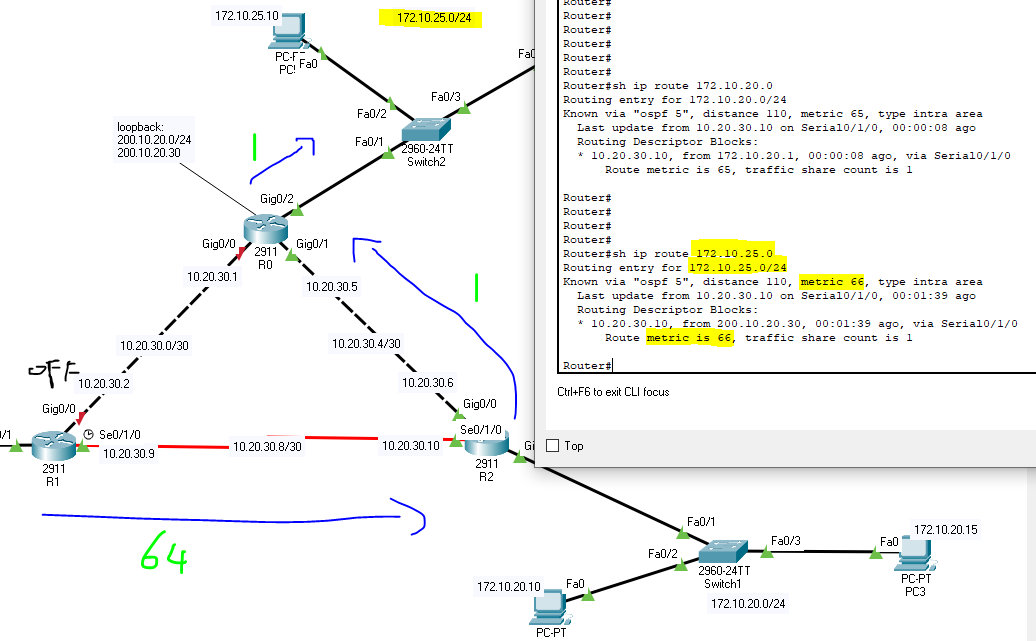 172.10.25.10
172.10.25.0/24
PC-
PC
Fa0
Fa0/3
Fa0/2
Fa0/1
2960-24TT
Switch2
Fa0
loopback:
200.10.20.0/24
200.10.20.30
1
Gig0/2
Gig0/0
Gig0/1
2911
R0
10.20.30.1
10.20.30.5
1
10.20.30.0/30
10.20.30.4/30
OFF
10.20.30.2
10.20.30.6
Gig0/0
Gig0/0
/1
Se0/1/0
10.20.30.9
10.20.30.8/30
10.20.30.10
Se0/1/0
Gi
2911
R1
2911
R2
64
Fa0/1
Fa0/2
Fa0/3
2960-24TT
Switch1
172.10.20.0/24
172.10.20.10
Fa0
PC-PT
172.10.20.15
Fa0
PC-PT
PC3
Router#
Router#
Router#
Router#
Router#
Router#
Router#sh ip route 172.10.20.0
Routing entry for 172.10.20.0/24
Known via "ospf 5", distance 110, metric 65, type intra area
Last update from 10.20.30.10 on Serial0/1/0, 00:00:08 ago
Routing Descriptor Blocks:
* 10.20.30.10, from 172.10.20.1, 00:00:08 ago, via Serial0/1/0
Route metric is 65, traffic share count is 1
Router#
Router#
Router#
Router#
Router#sh ip route 172.10.25.0
Routing entry for 172.10.25.0/24
Known via "ospf 5", distance 110, metric 66, type intra area
Last update from 10.20.30.10 on Serial0/1/0, 00:01:39 ago
Routing Descriptor Blocks:
* 10.20.30.10, from 200.10.20.30, 00:01:39 ago, via Serial0/1/0
Route metric is 66, traffic share count is 1
Router#
Ctrl+F6 to exit CLI focus
Top